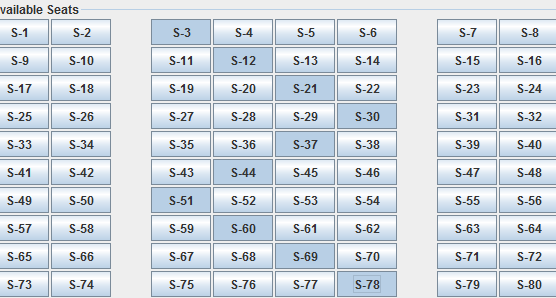 vailable Seats
S-1 S-2 S-3 S-4 S-5 S-6 S-7 S-8
S-9 S-10 S-11 S-12 S-13 S-14 S-15 S-16
S-17 S-18 S-19 S-20 S-21 S-22 S-23 S-24
S-25 S-26 S-27 S-28 S-29 S-30 S-31 S-32
S-33 S-34 S-35 S-36 S-37 S-38 S-39 S-40
S-41 S-42 S-43 S-44 S-45 S-46 S-47 S-48
S-49 S-50 S-51 S-52 S-53 S-54 S-55 S-56
S-57 S-58 S-59 S-60 S-61 S-62 S-63 S-64
S-65 S-66 S-67 S-68 S-69 S-70 S-71 S-72
S-73 S-74 S-75 S-76 S-77 S-78 S-79 S-80